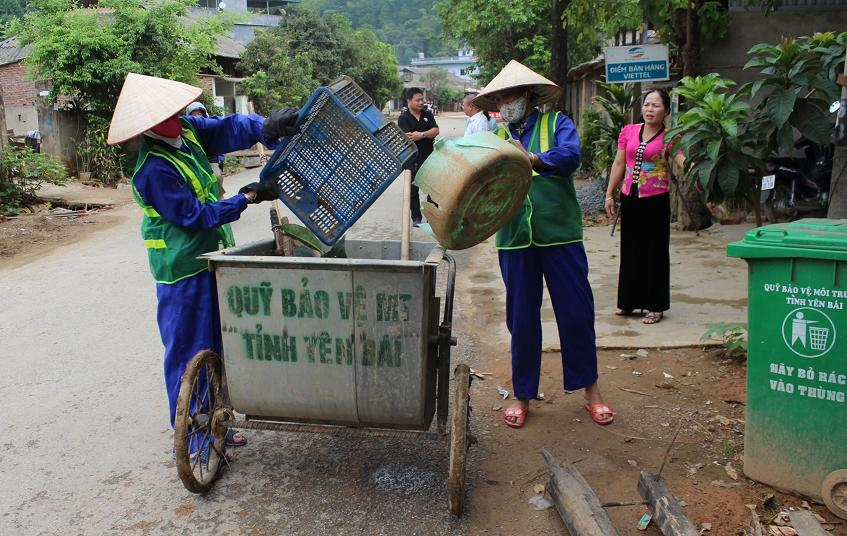 ĐIỂM BÁN HÀNG
VIETTEL
QUỸ BẢO VỆ MT
TỈNH YÊN BÁI
QUỸ BẢO VỆ MÔI TRƯ
TỈNH YÊN BÁI
HÃY BỎ RÁC
VÀO THÙNG